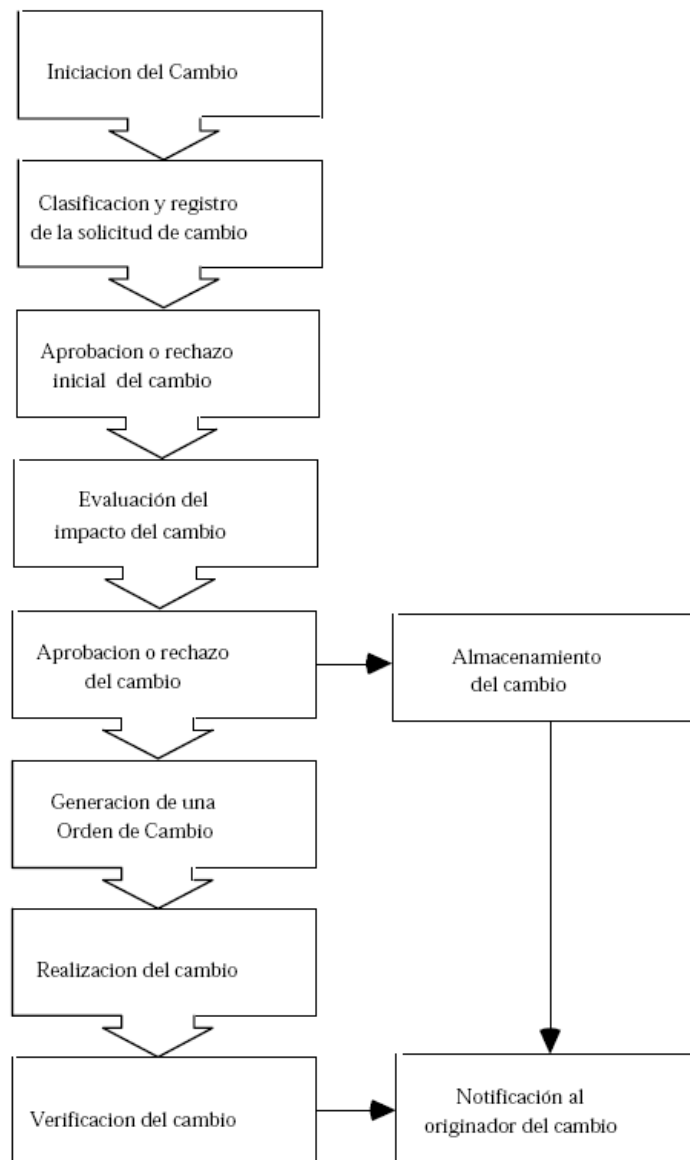 Iniciacion del Cambio
Clasificacion y registro
de la solicitud de cambio
Aprobacion o rechazo
inicial del cambio
Evaluación del
impacto del cambio
Aprobacion o rechazo
del cambio
Almacenamiento
del cambio
Generacion de una
Orden de Cambio
Realizacion del cambio
Verificacion del cambio
Notificación al
originador del cambio